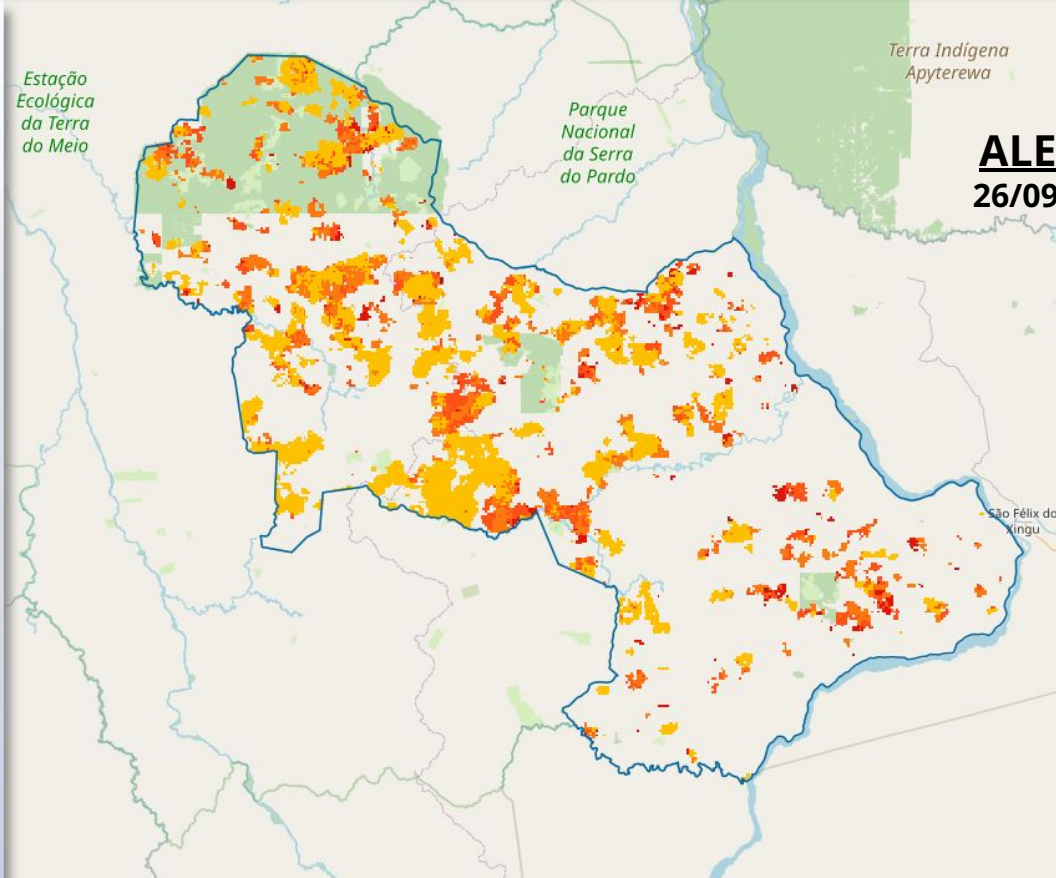 Estação
Ecológica
da Terra
do Meio
Parque
Nacional
da Serra
do Pardo
Terra Indígena
Apyterewa
ALE
26/09
São Félix do
Xingu